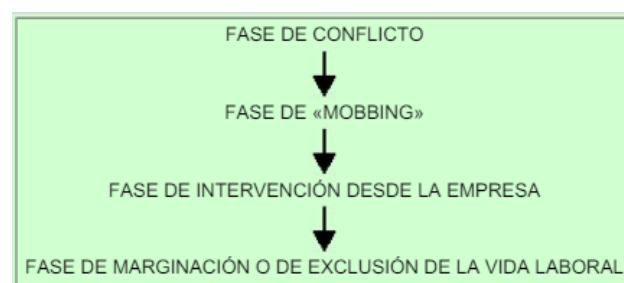 FASE DE CONFLICTO
FASE DE «MOBBING»
FASE DE INTERVENCIÓN DESDE LA EMPRESA
FASE DE MARGINACIÓN O DE EXCLUSIÓN DE LA VIDA LABORAL